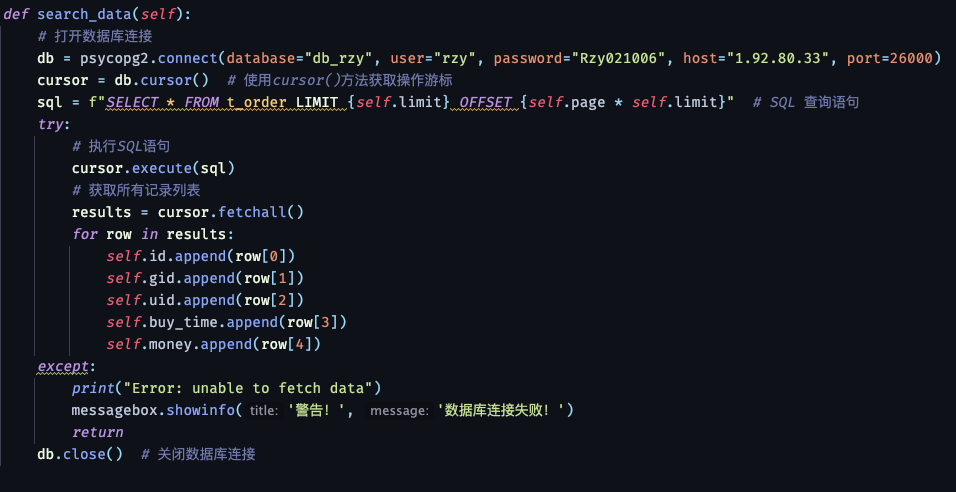 def search_data(self):
# 打开数据库连接
db = psycopg2.connect(database="db_rzy", user="rzy", password="Rzy021006", host="1.92.80.33", port=26000)
cursor = db.cursor()  # 使用cursor()方法获取操作游标
sql = f"SELECT * FROM t_order LIMIT {self.limit} OFFSET {self.page * self.limit}"  # SQL 查询语句
try:
# 执行SQL语句
cursor.execute(sql)
# 获取所有记录列表
results = cursor.fetchall()
for row in results:
self.id.append(row[0])
self.gid.append(row[1])
self.uid.append(row[2])
self.buy_time.append(row[3])
self.money.append(row[4])
except:
print("Error: unable to fetch data")
messagebox.showinfo( title: '警告！', message: '数据库连接失败！')
return
db.close()  # 关闭数据库连接